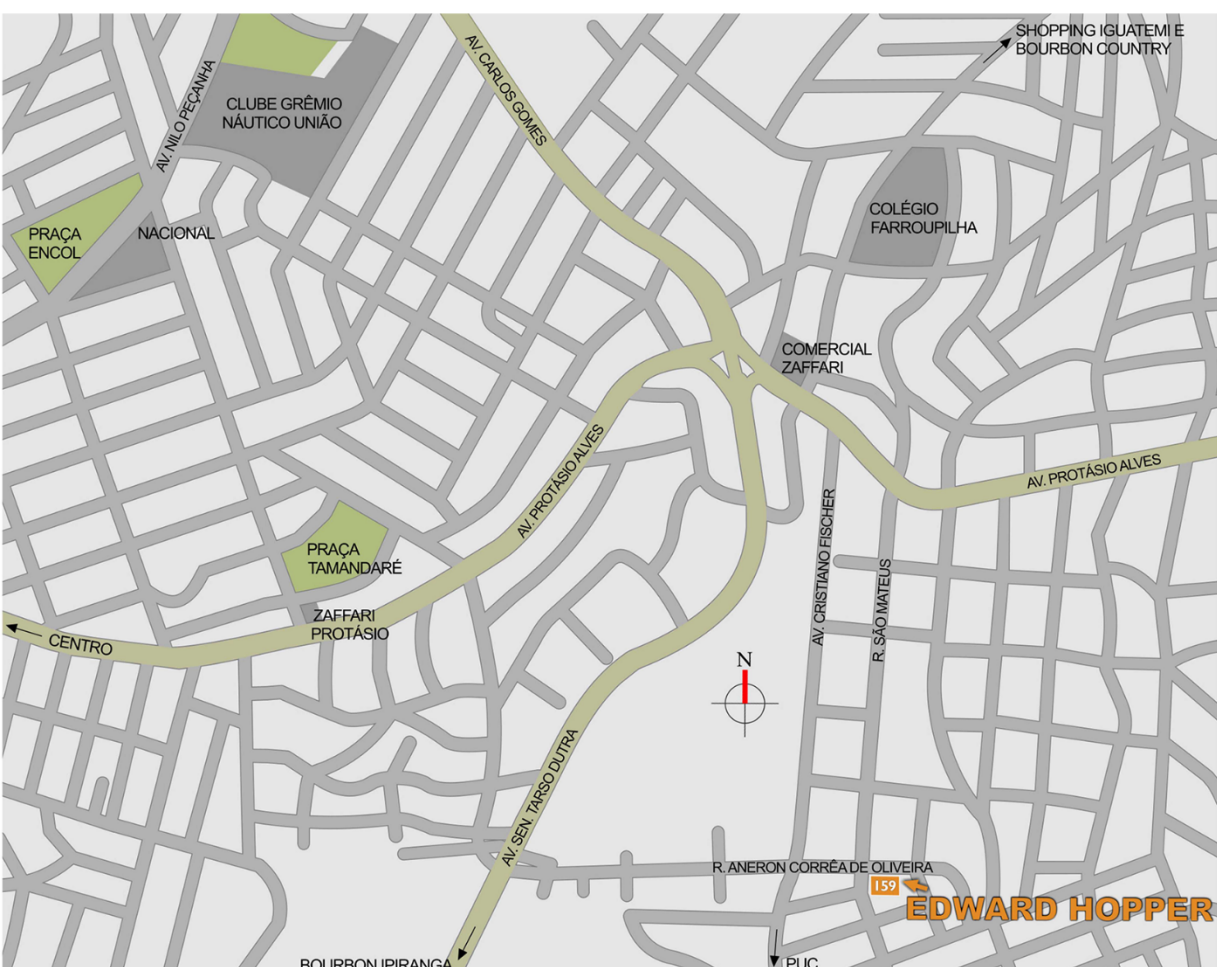 SHOPPING IGUATEMI E
BOURBON COUNTRY
AV. CARLOS GOMES
AV. NILO PEÇANHA
CLUBE GRÊMIO
NÁUTICO UNIÃO
COLÉGIO
FARROUPILHA
PRAÇA
ENCOL
NACIONAL
COMERCIAL
ZAFFARI
AV. PROTÁSIO ALVES
AV. PROTÁSIO ALVES
AV. CRISTIANO FISCHER
R. SÃO MATEUS
PRAÇA
TAMANDARÉ
ZAFFARI
PROTÁSIO
CENTRO
N
AV. SEN. TARSO DUTRA
R. ANERON CORRÊA DE OLIVEIRA
159
EDWARD HOPPER
BOURBON IPIRANGA
PUC